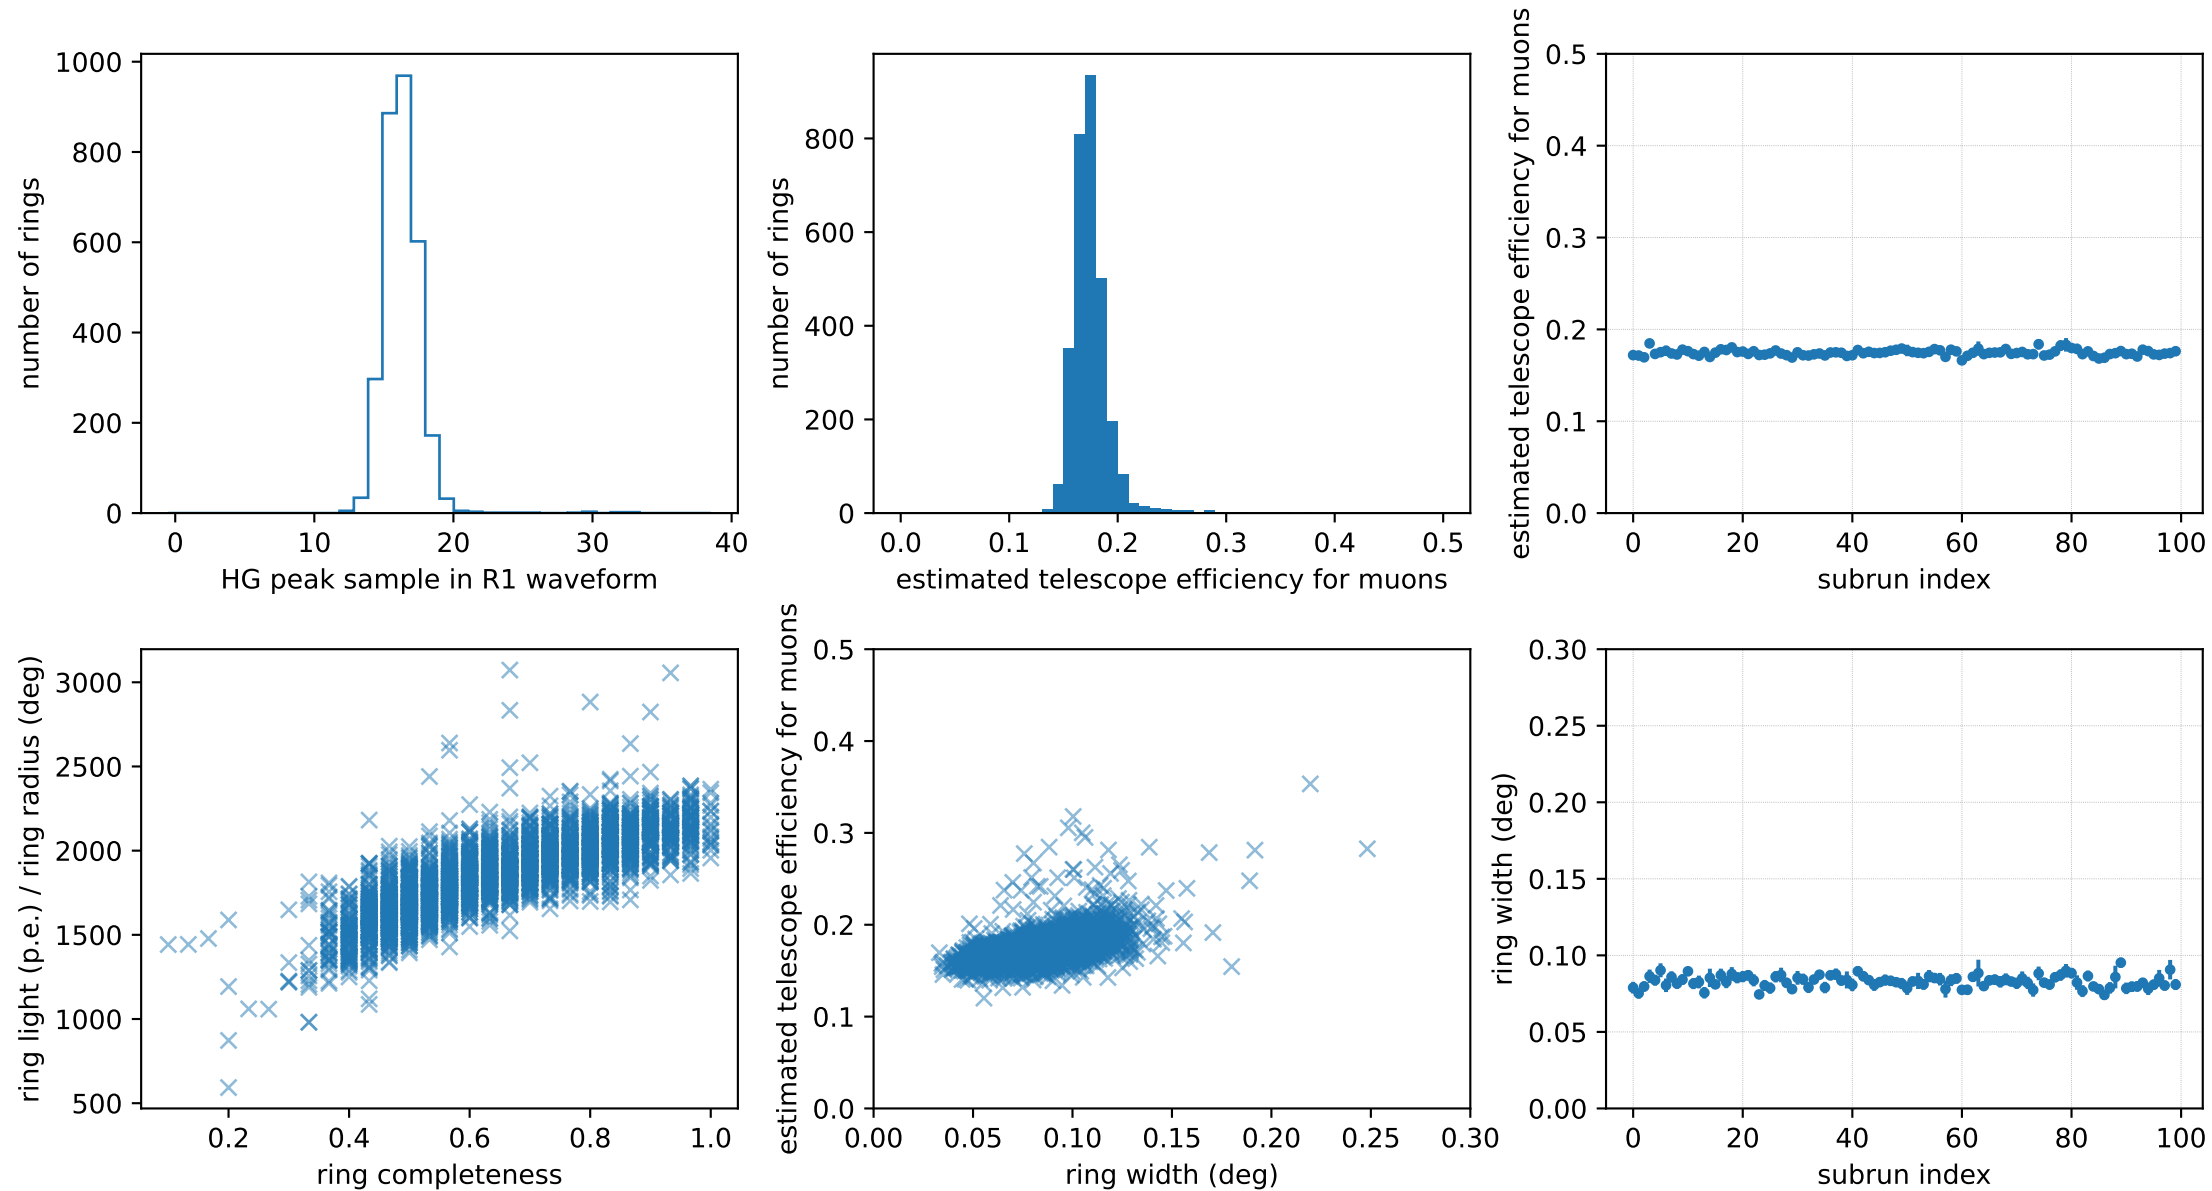 number of rings
1000
800
600
400
200
0
0 10 20 30 40
HG peak sample in R1 waveform
number of rings
800
600
400
200
0
0.0 0.1 0.2 0.3 0.4 0.5
estimated telescope efficiency for muons
estimated telescope efficiency for muons
0.5
0.4
0.3
0.2
0.1
0.0
0 20 40 60 80 100
subrun index
ring light (p.e.) / ring radius (deg)
3000
2500
2000
1500
1000
500
0.2 0.4 0.6 0.8 1.0
ring completeness
estimated telescope efficiency for muons
0.5
0.4
0.3
0.2
0.1
0.0
0.00 0.05 0.10 0.15 0.20 0.25 0.30
ring width (deg)
ring width (deg)
0.30
0.25
0.20
0.15
0.10
0.05
0.00
0 20 40 60 80 100
subrun index